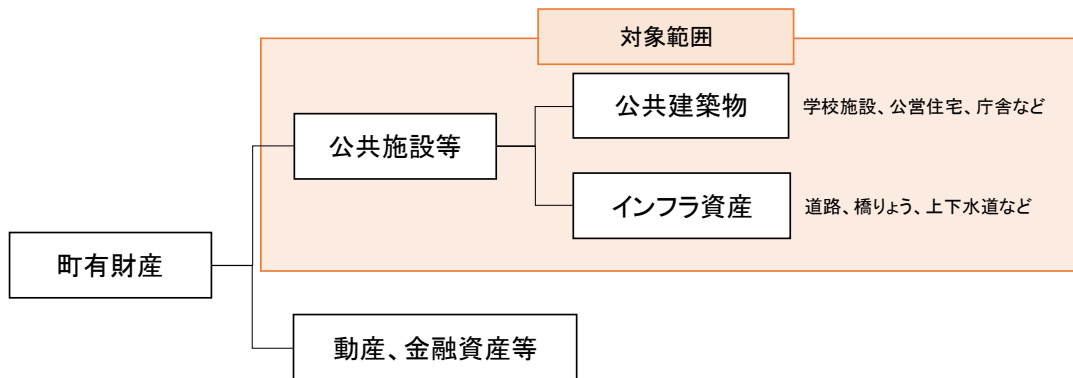 対象範囲
公共建築物
学校施設、公営住宅、庁舎など
公共施設等
インフラ資産
道路、橋りょう、上下水道など
町有財産
動産、金融資産等